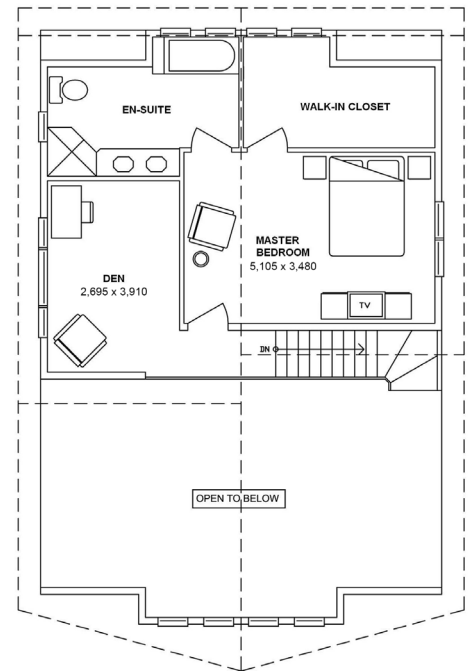 EN-SUITE
WALK-IN CLOSET
MASTER
BEDROOM
5,105 x 3,480
DEN
2,695 x 3,910
TV
DN
OPEN TO BELOW